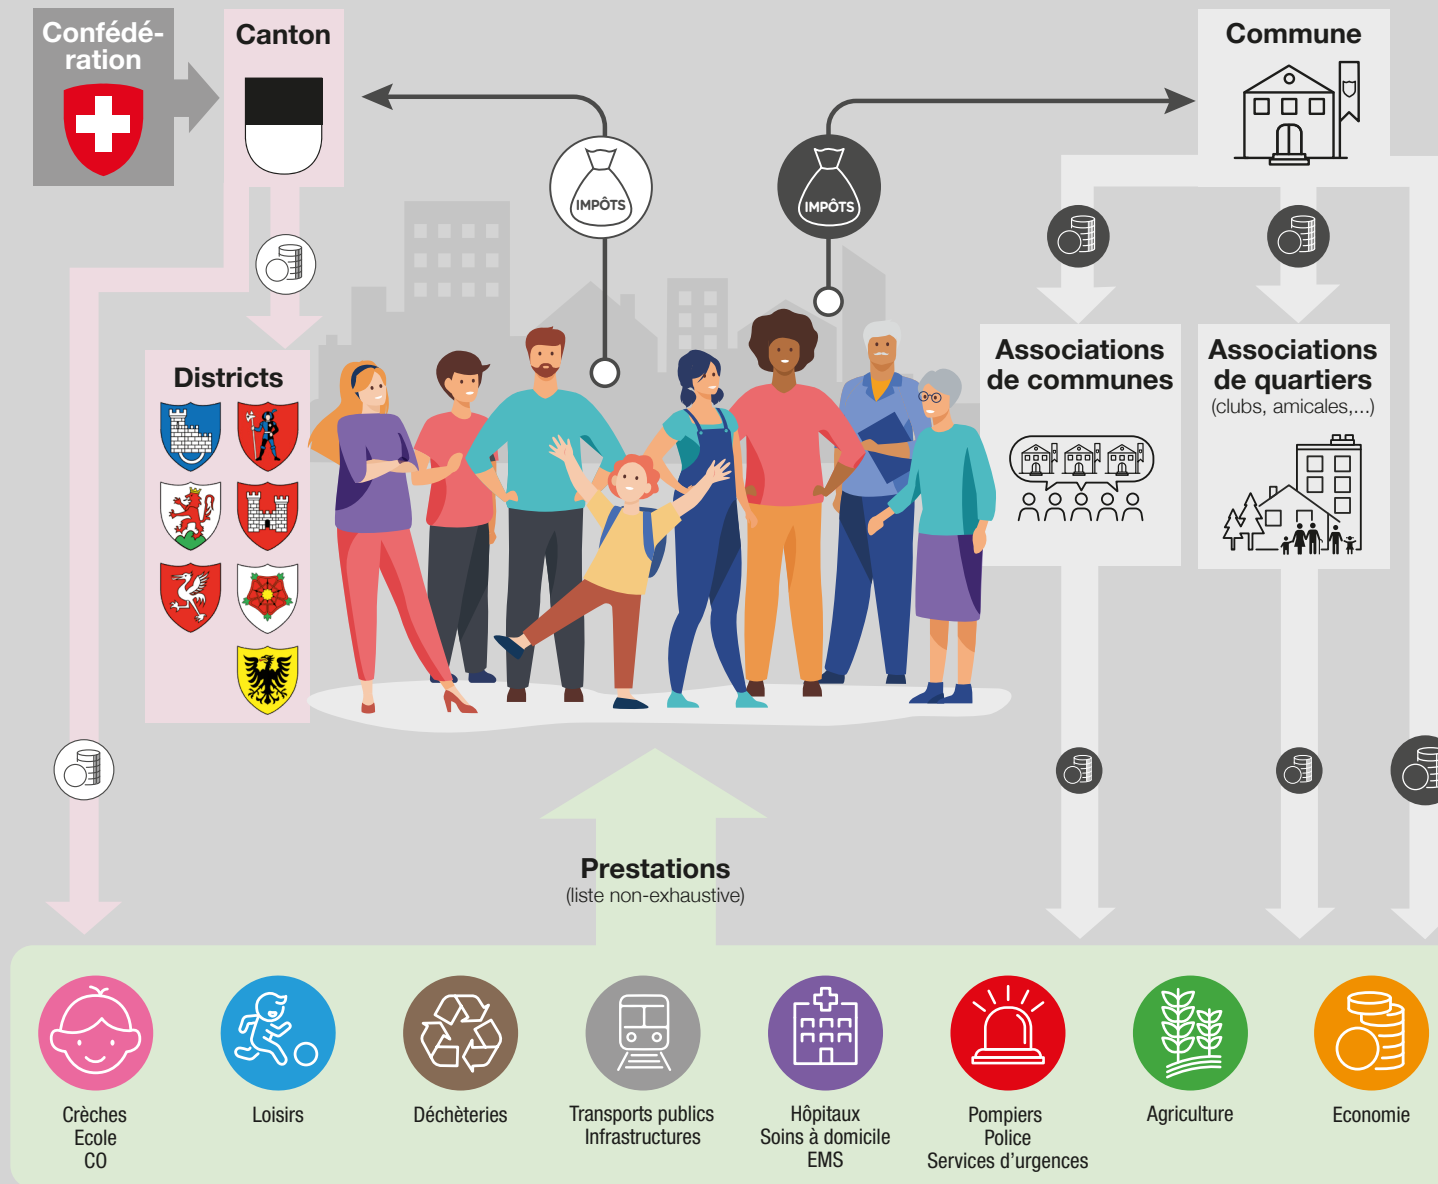 Confédé-
ration
Canton
Commune
IMPÔTS
IMPÔTS
Districts
Associations
de communes
Associations
de quartiers
(clubs, amicales,...)
Prestations
(liste non-exhaustive)
Crèches
Ecole
CO
Loisirs
Déchèteries
Transports publics
Infrastructures
Hôpitaux
Soins à domicile
EMS
Pompiers
Police
Services d'urgences
Agriculture
Economie